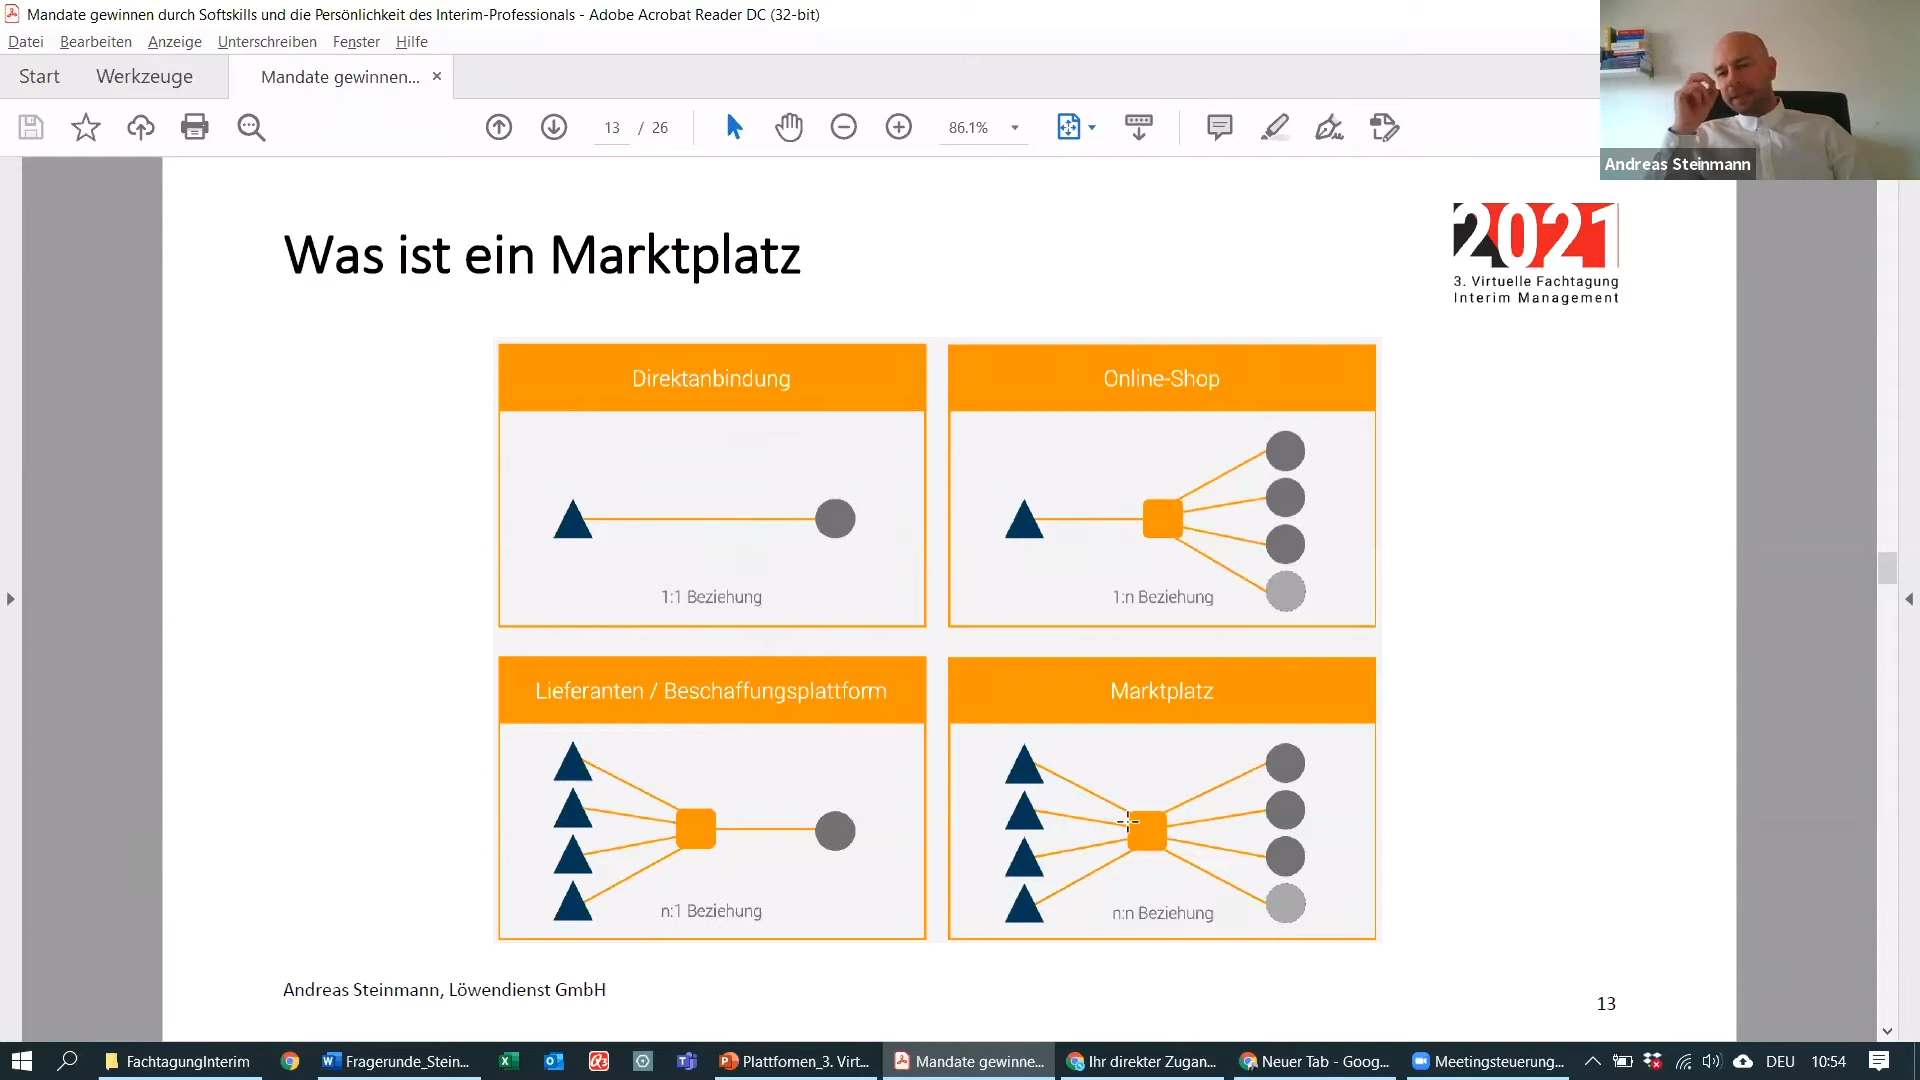 Mandate gewinnen durch Softskills und die Persönlichkeit des Interim-Professionals - Adobe Acrobat Reader DC (32-bit)
Datei Bearbeiten Anzeige Unterschreiben Fenster Hilfe
Start Werkzeuge Mandate gewinnen... ×
13 / 26 86.1%
Andreas Steinmann
Was ist ein Marktplatz
2021
3. Virtuelle Fachtagung
Interim Management
Direktanbindung
1:1 Beziehung
Online-Shop
1:n Beziehung
Lieferanten / Beschaffungsplattform
n:1 Beziehung
Marktplatz
n:n Beziehung
Andreas Steinmann, Löwendienst GmbH
13
FachtagungInterim Fragerunde_Stein... Plattfomen_3. Virt... Mandate gewinne... Ihr direkter Zugan... Neuer Tab - Goog... Meetingsteuerung... DEU 10:54